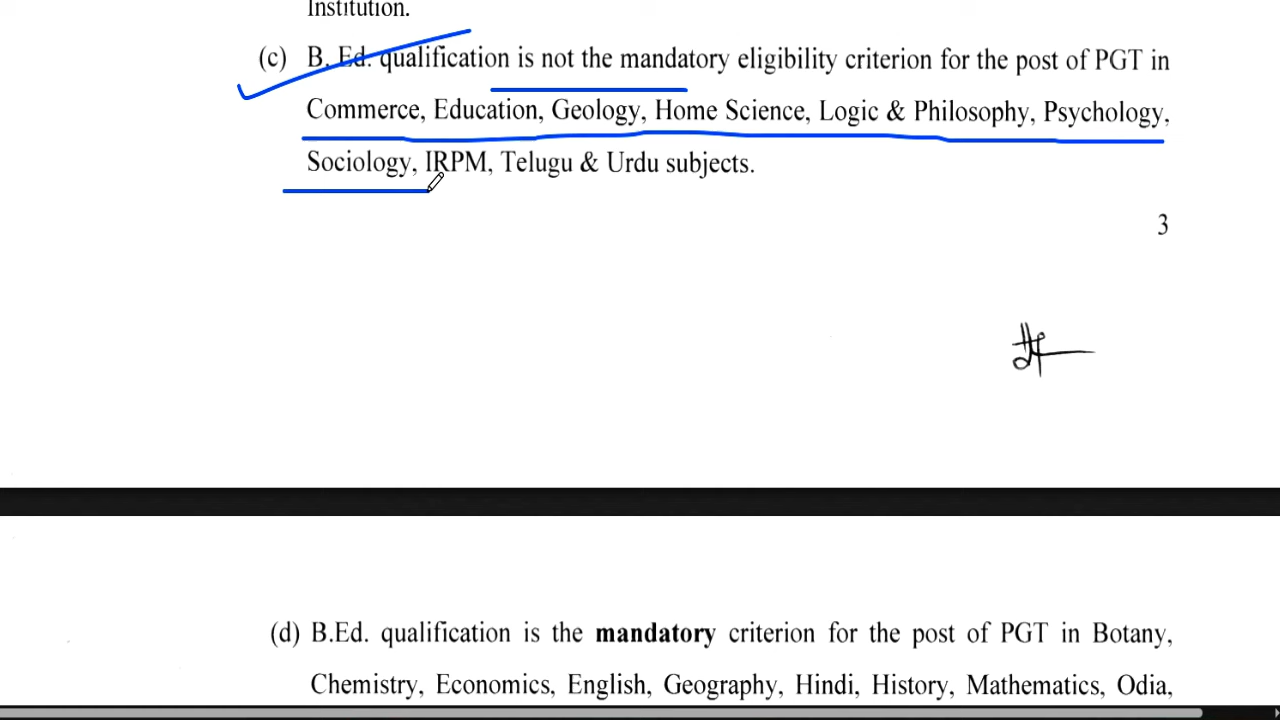 Institution.
(c) B. Ed. qualification is not the mandatory eligibility criterion for the post of PGT in
Commerce, Education, Geology, Home Science, Logic & Philosophy, Psychology,
Sociology, IRPM, Telugu & Urdu subjects.
3
(d) B.Ed. qualification is the mandatory criterion for the post of PGT in Botany,
Chemistry, Economics, English, Geography, Hindi, History, Mathematics, Odia,